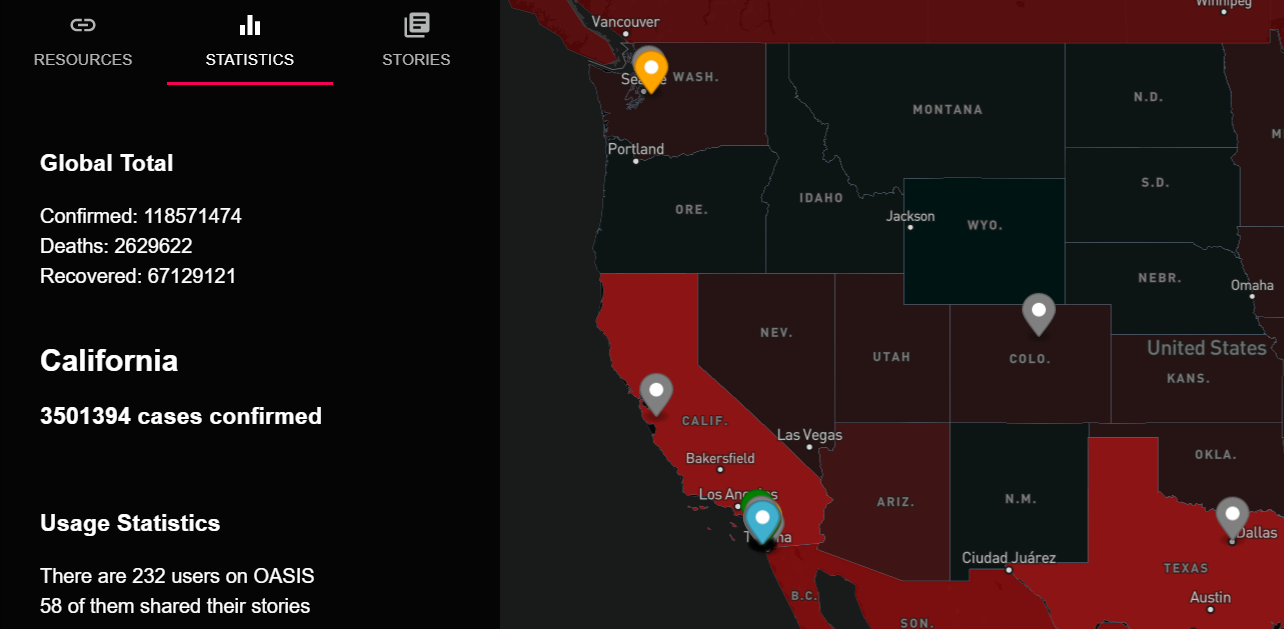 RESOURCES
STATISTICS
STORIES
Global Total
Confirmed: 118571474
Deaths: 2629622
Recovered: 67129121
California
3501394 cases confirmed
Usage Statistics
There are 232 users on OASIS
58 of them shared their stories
Vancouver
Winnipeg
WASH.
MONTANA
N.D.
Portland
ORE.
IDAHO
S.D.
Jackson
WYO.
NEBR.
Omaha
NEV.
UTAH
COLO.
United States
KANS.
CALIF.
Las Vegas
Bakersfield
OKLA.
Los Angeles
ARIZ.
N.M.
Dallas
Ciudad Juárez
TEXAS
B.C.
Austin
SON.